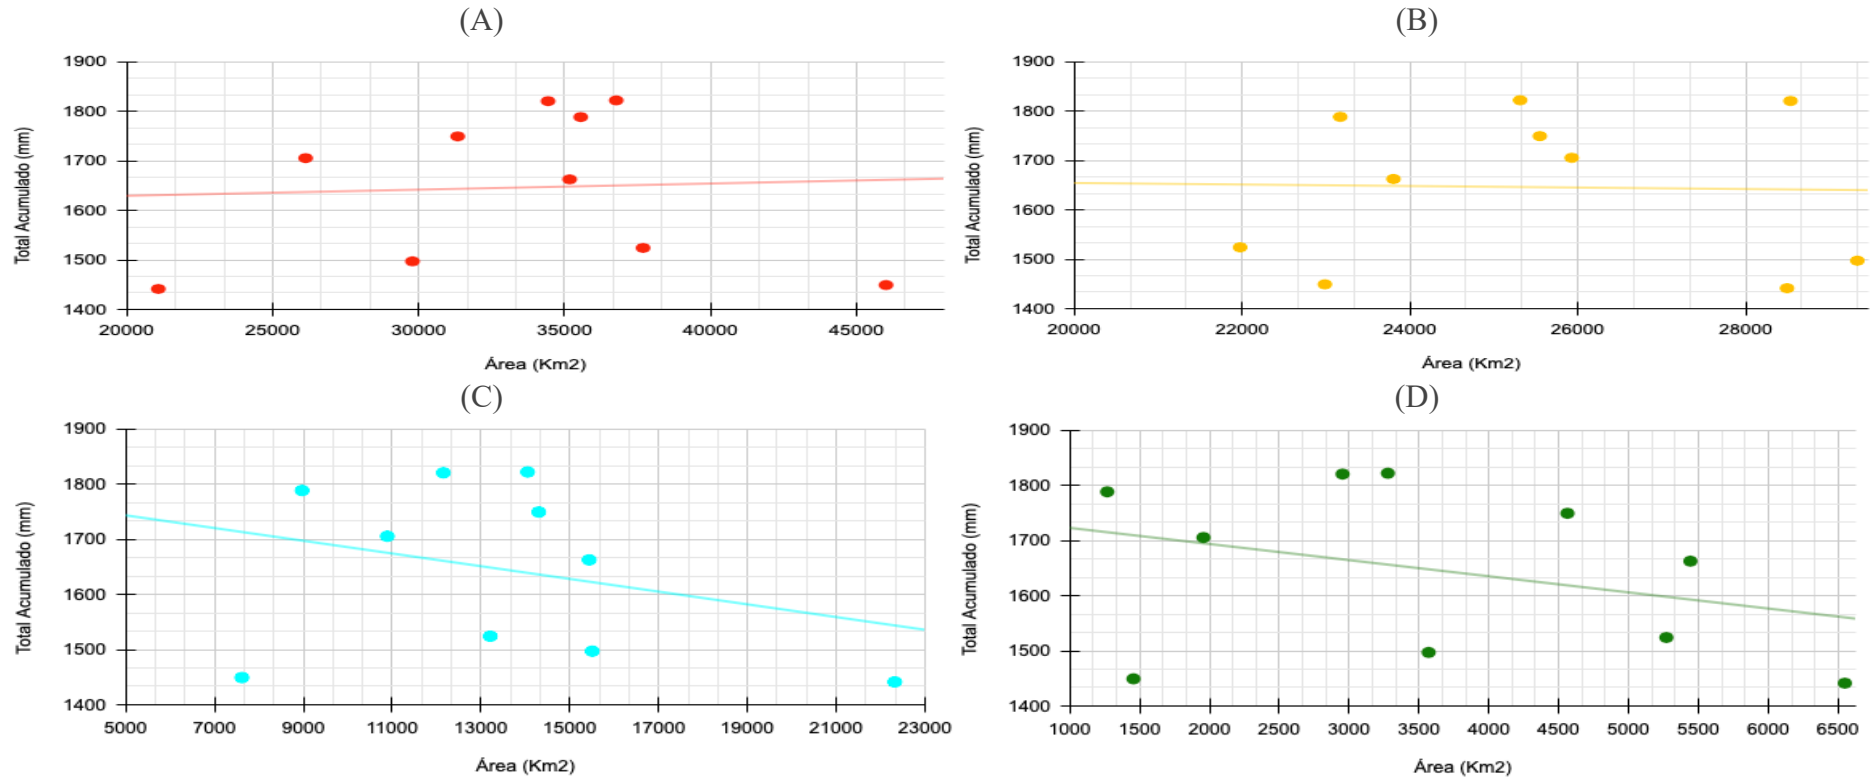 (A)
1900
1800
1700
1600
1500
1400
Total Acumulado (mm)
20000 25000 30000 35000 40000 45000
Área (Km2)
(B)
1900
1800
1700
1600
1500
1400
Total Acumulado (mm)
20000 22000 24000 26000 28000
Área (Km2)
(C)
1900
1800
1700
1600
1500
1400
Total Acumulado (mm)
5000 7000 9000 11000 13000 15000 17000 19000 21000 23000
Área (Km2)
(D)
1900
1800
1700
1600
1500
1400
Total Acumulado (mm)
1000 1500 2000 2500 3000 3500 4000 4500 5000 5500 6000 6500
Área (Km2)